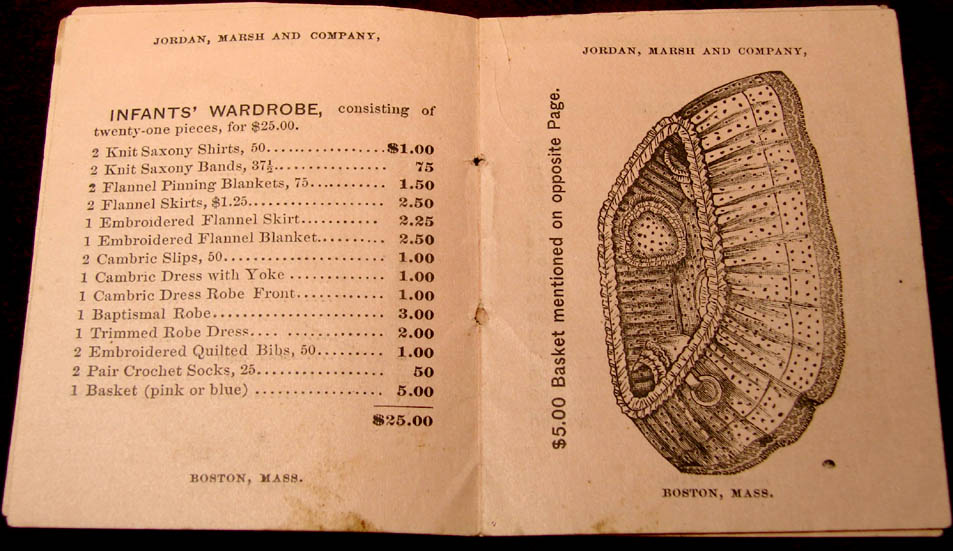 JORDAN, MARSH AND COMPANY,
INFANTS' WARDROBE, consisting of
twenty-one pieces, for $25.00.
2 Knit Saxony Shirts, 50................$1.00
2 Knit Saxony Bands, 37½................ 75
2 Flannel Pinning Blankets, 75.......... 1.50
2 Flannel Skirts, $1.25................. 2.50
1 Embroidered Flannel Skirt.......... 2.25
1 Embroidered Flannel Blanket........ 2.50
2 Cambric Slips, 50.................... 1.00
1 Cambric Dress with Yoke ............ 1.00
1 Cambric Dress Robe Front........... 1.00
1 Baptismal Robe...................... 3.00
1 Trimmed Robe Dress.... ............ 2.00
2 Embroidered Quilted Bibs, 50........ 1.00
2 Pair Crochet Socks, 25............... 50
1 Basket (pink or blue) ................ 5.00
$25.00
BOSTON, MASS.
JORDAN, MARSH AND COMPANY,
$5.00 Basket mentioned on opposite Page.
BOSTON, MASS.